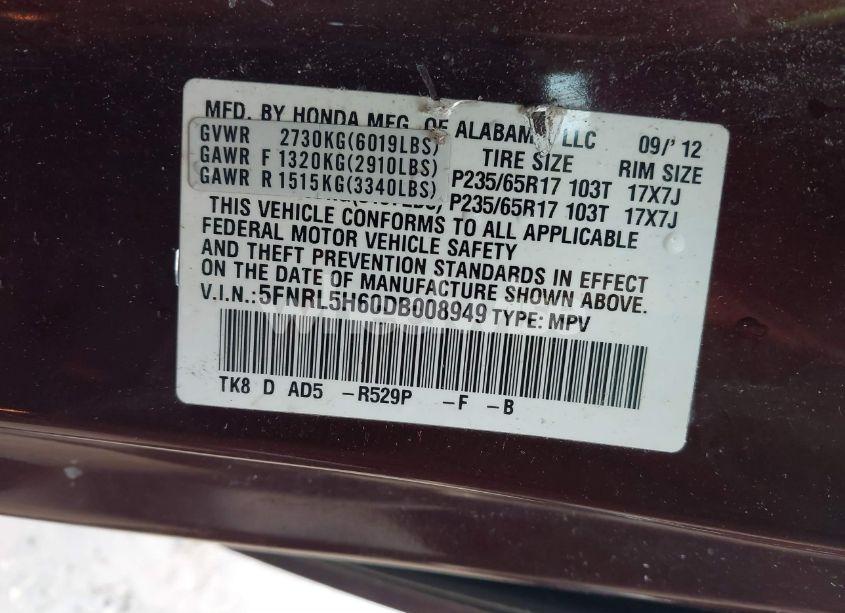 MFD. BY HONDA MFG. OF ALABAMA LLC 09/'12
GVWR 2730KG(6019LBS) TIRE SIZE RIM SIZE
GAWR F 1320KG(2910LBS) P235/65R17 103T 17X7J
GAWR R 1515KG(3340LBS) P235/65R17 103T 17X7J
THIS VEHICLE CONFORMS TO ALL APPLICABLE
FEDERAL MOTOR VEHICLE SAFETY
AND THEFT PREVENTION STANDARDS IN EFFECT
ON THE DATE OF MANUFACTURE SHOWN ABOVE.
V.I.N.:5FNRL5H60DB008949 TYPE: MPV
TK8 D AD5 -R529P -F -B